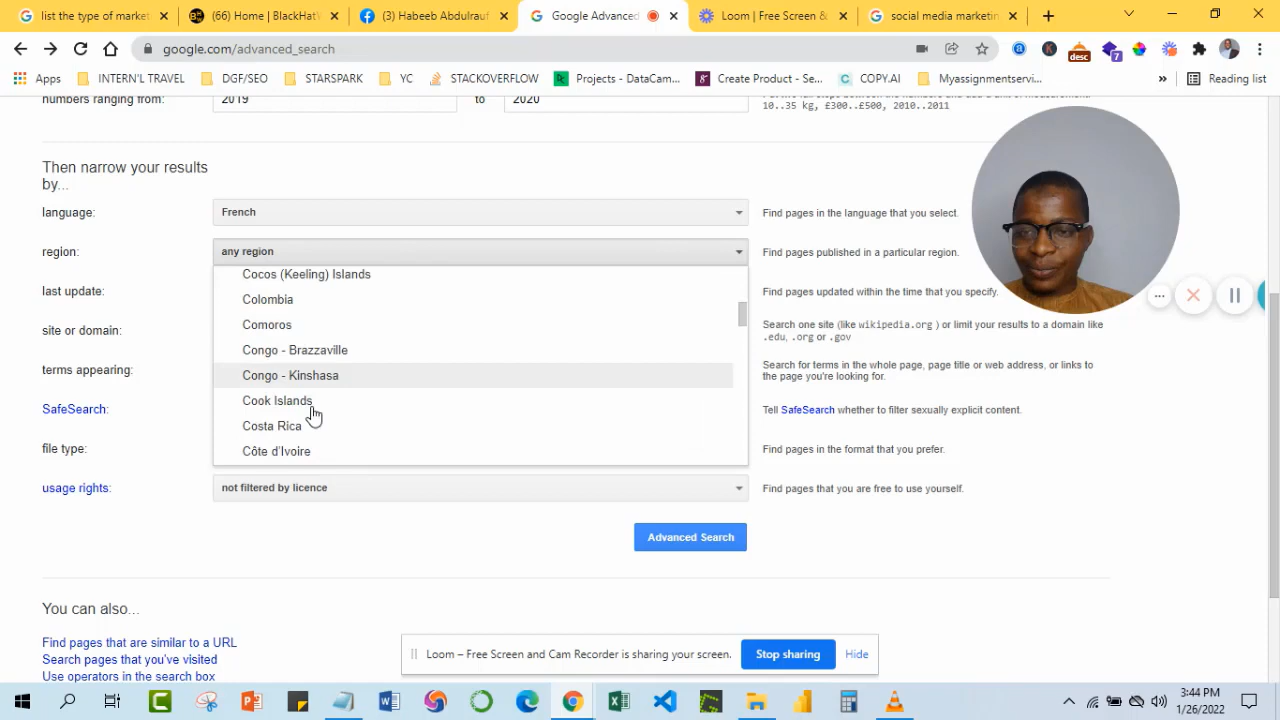 list the type of market
(60) Home | BlackHatW
(3) Habeeb Abdulrauf
Google Advanced
Loom | Free Screen &
social media marketin
google.com/advanced_search
desc
7
Apps
INTERN'L TRAVEL
DGF/SEO
STARSPARK
YC
STACKOVERFLOW
Projects - DataCam...
Create Product - Se...
COPY.AI
Myassignmentservi...
»
Reading list
numbers ranging from:
2019
to
2020
10..35 kg, £300..£500, 2010..2011
Then narrow your results
by...
language:
French
Find pages in the language that you select.
region:
any region
Find pages published in a particular region.
last update:
Cocos (Keeling) Islands
Colombia
Find pages updated within the time that you specify.
site or domain:
Comoros
Search one site (like wikipedia.org ) or limit your results to a domain like
.edu, .org or .gov
Congo - Brazzaville
terms appearing:
Congo - Kinshasa
Search for terms in the whole page, page title or web address, or links to
the page you're looking for.
SafeSearch:
Cook Islands
Tell SafeSearch whether to filter sexually explicit content.
Costa Rica
file type:
Côte d'Ivoire
Find pages in the format that you prefer.
usage rights:
not filtered by licence
Find pages that you are free to use yourself.
Advanced Search
You can also...
Find pages that are similar to a URL
Search pages that you've visited
Use operators in the search box
Loom – Free Screen and Cam Recorder is sharing your screen.
Stop sharing
Hide
3:44 PM
1/26/2022